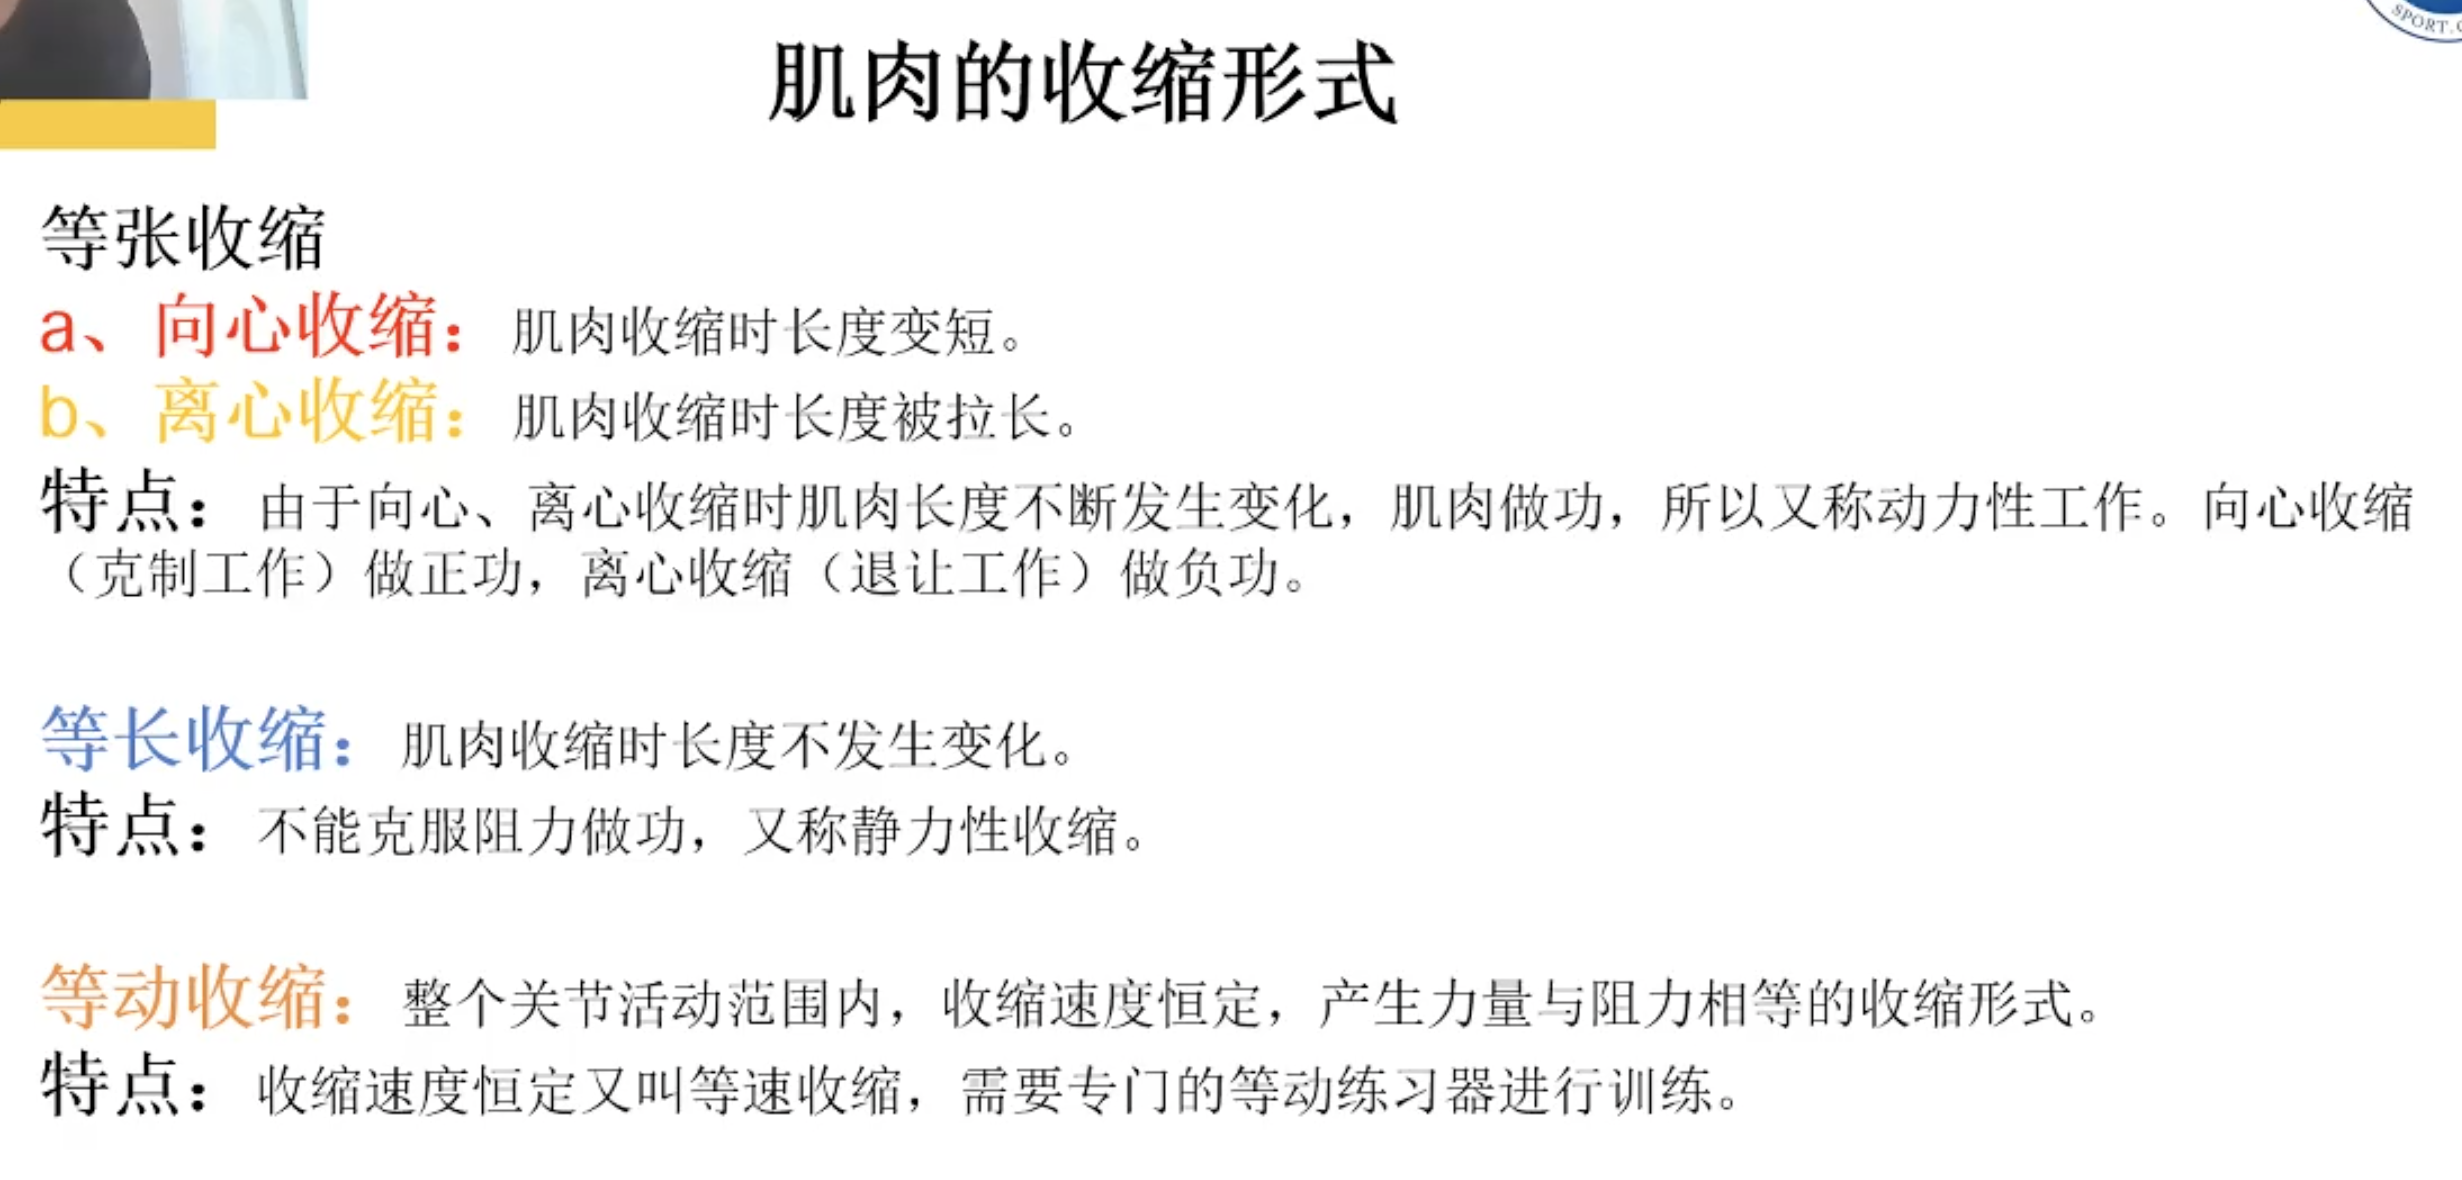 SPORT.
肌肉的收缩形式
等张收缩
a、向心收缩：肌肉收缩时长度变短。
b、离心收缩：肌肉收缩时长度被拉长。
特点：由于向心、离心收缩时肌肉长度不断发生变化，肌肉做功，所以又称动力性工作。向心收缩
（克制工作）做正功，离心收缩（退让工作）做负功。
等长收缩：肌肉收缩时长度不发生变化。
特点：不能克服阻力做功，又称静力性收缩。
等动收缩：整个关节活动范围内，收缩速度恒定，产生力量与阻力相等的收缩形式。
特点：收缩速度恒定又叫等速收缩，需要专门的等动练习器进行训练。